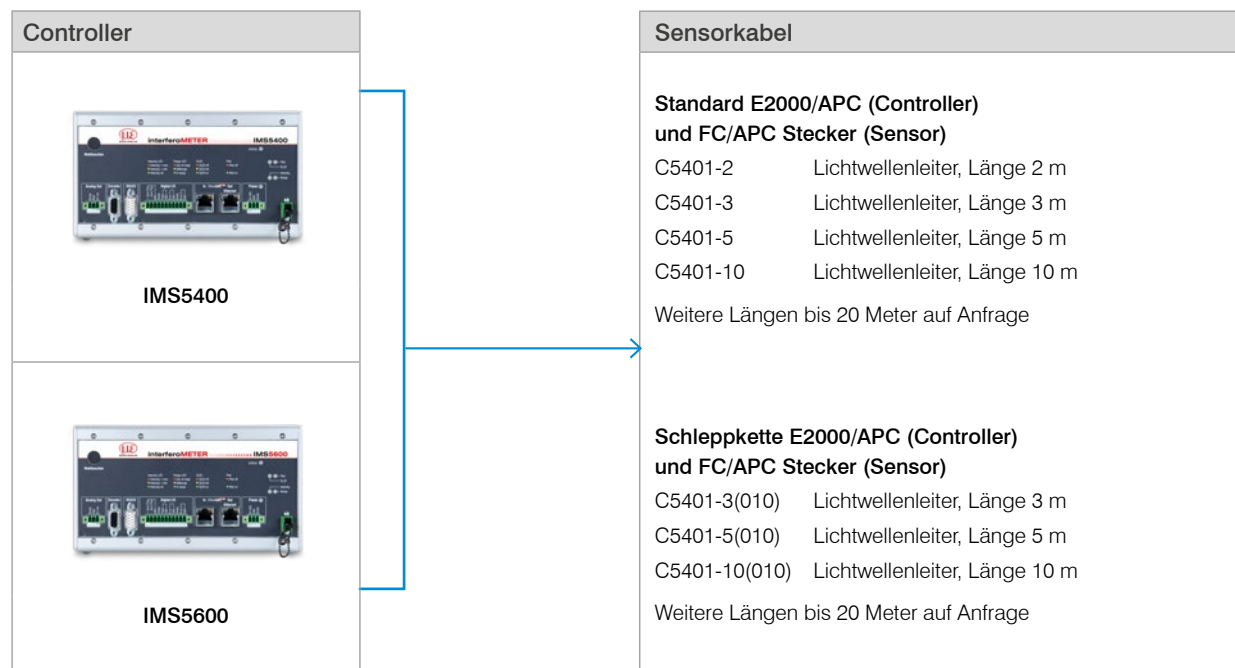 Controller
interferoMETER IMS5400
IMS5400
interferoMETER IMS5600
IMS5600
Sensorkabel
Standard E2000/APC (Controller)
und FC/APC Stecker (Sensor)
C5401-2 Lichtwellenleiter, Länge 2 m
C5401-3 Lichtwellenleiter, Länge 3 m
C5401-5 Lichtwellenleiter, Länge 5 m
C5401-10 Lichtwellenleiter, Länge 10 m
Weitere Längen bis 20 Meter auf Anfrage
Schleppkette E2000/APC (Controller)
und FC/APC Stecker (Sensor)
C5401-3(010) Lichtwellenleiter, Länge 3 m
C5401-5(010) Lichtwellenleiter, Länge 5 m
C5401-10(010) Lichtwellenleiter, Länge 10 m
Weitere Längen bis 20 Meter auf Anfrage